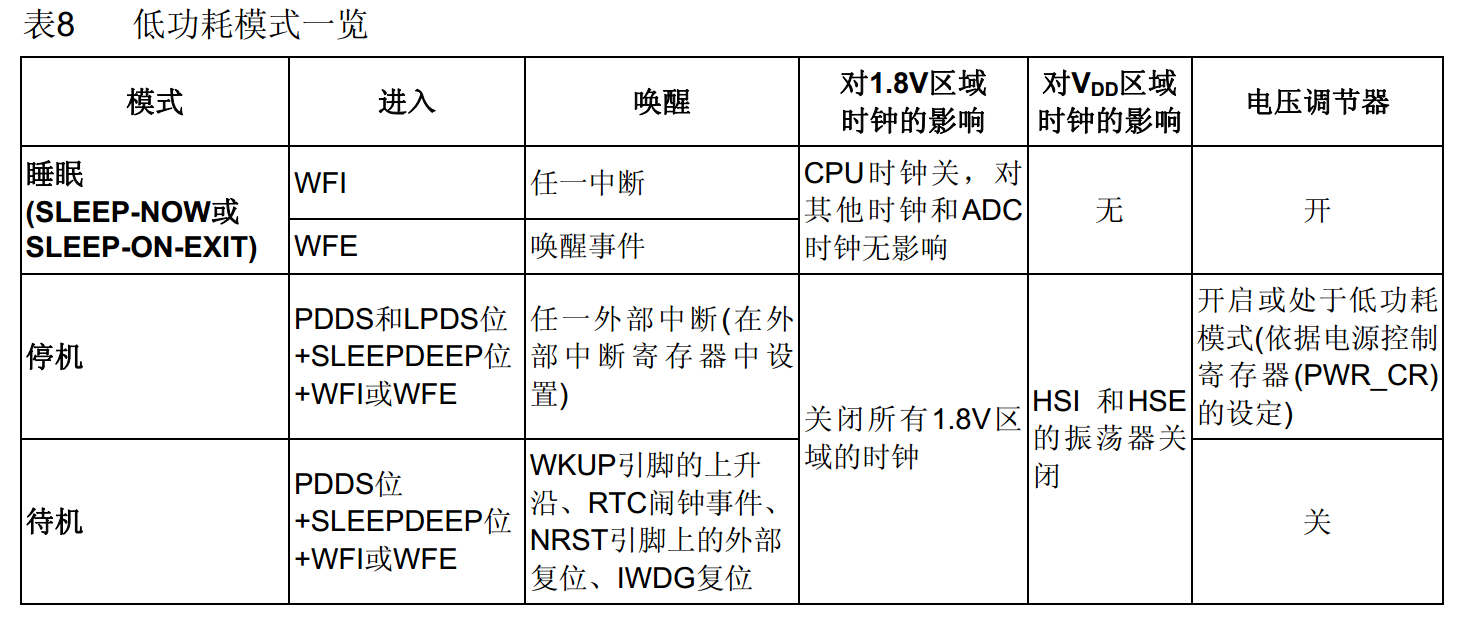 表8 低功耗模式一览
模式
进入
唤醒
对1.8V区域
时钟的影响
对VDD区域
时钟的影响
电压调节器
睡眠
(SLEEP-NOW或
SLEEP-ON-EXIT)
WFI
任一中断
WFE
唤醒事件
CPU时钟关，对
其他时钟和ADC
时钟无影响
无
开
停机
PDDS和LPDS位
+SLEEPDEEP位
+WFI或WFE
任一外部中断(在外
部中断寄存器中设
置)
关闭所有1.8V区
域的时钟
HSI 和HSE
的振荡器关
闭
开启或处于低功耗
模式(依据电源控制
寄存器(PWR_CR)
的设定)
待机
PDDS位
+SLEEPDEEP位
+WFI或WFE
WKUP引脚的上升
沿、RTC闹钟事件、
NRST引脚上的外部
复位、IWDG复位
关